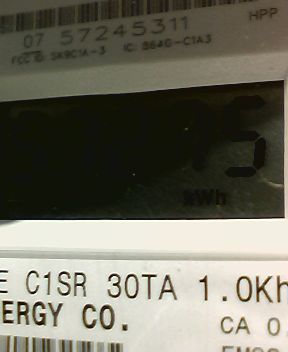 07 57245311
HPP
FCC ID: SK9C1A-3 IC: 864G-C1A3
75
kWh
E C1SR 30TA 1.0Kh
ERGY CO.
CA 0.